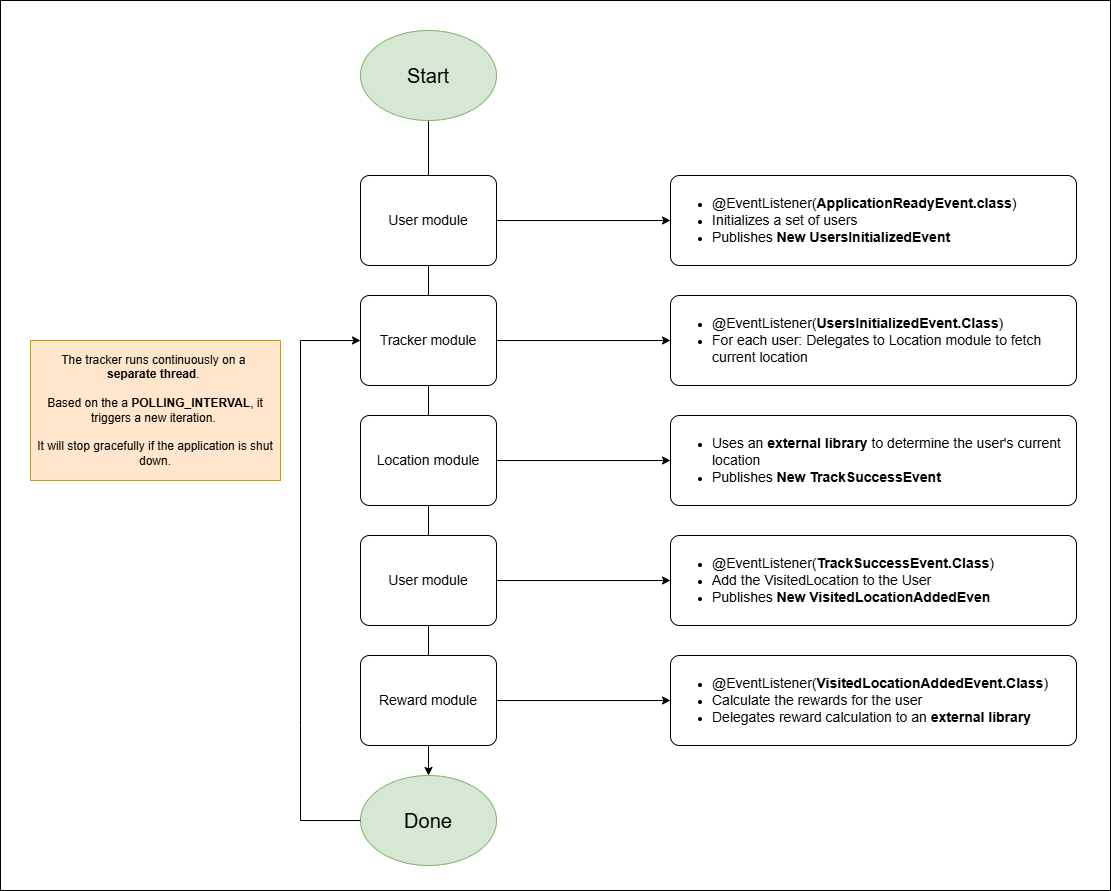 Start
User module
@EventListener(ApplicationReadyEvent.class)
Initializes a set of users
Publishes New UsersInitializedEvent
Tracker module
@EventListener(UsersInitializedEvent.Class)
For each user: Delegates to Location module to fetch
current location
The tracker runs continuously on a
separate thread.
Based on the a POLLING_INTERVAL, it
triggers a new iteration.
It will stop gracefully if the application is shut
down.
Location module
Uses an external library to determine the user's current
location
Publishes New TrackSuccessEvent
User module
@EventListener(TrackSuccessEvent.Class)
Add the VisitedLocation to the User
Publishes New VisitedLocationAddedEven
Reward module
@EventListener(VisitedLocationAddedEvent.Class)
Calculate the rewards for the user
Delegates reward calculation to an external library
Done